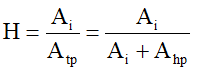 H = A_i / A_tp = A_i / (A_i + A_hp)